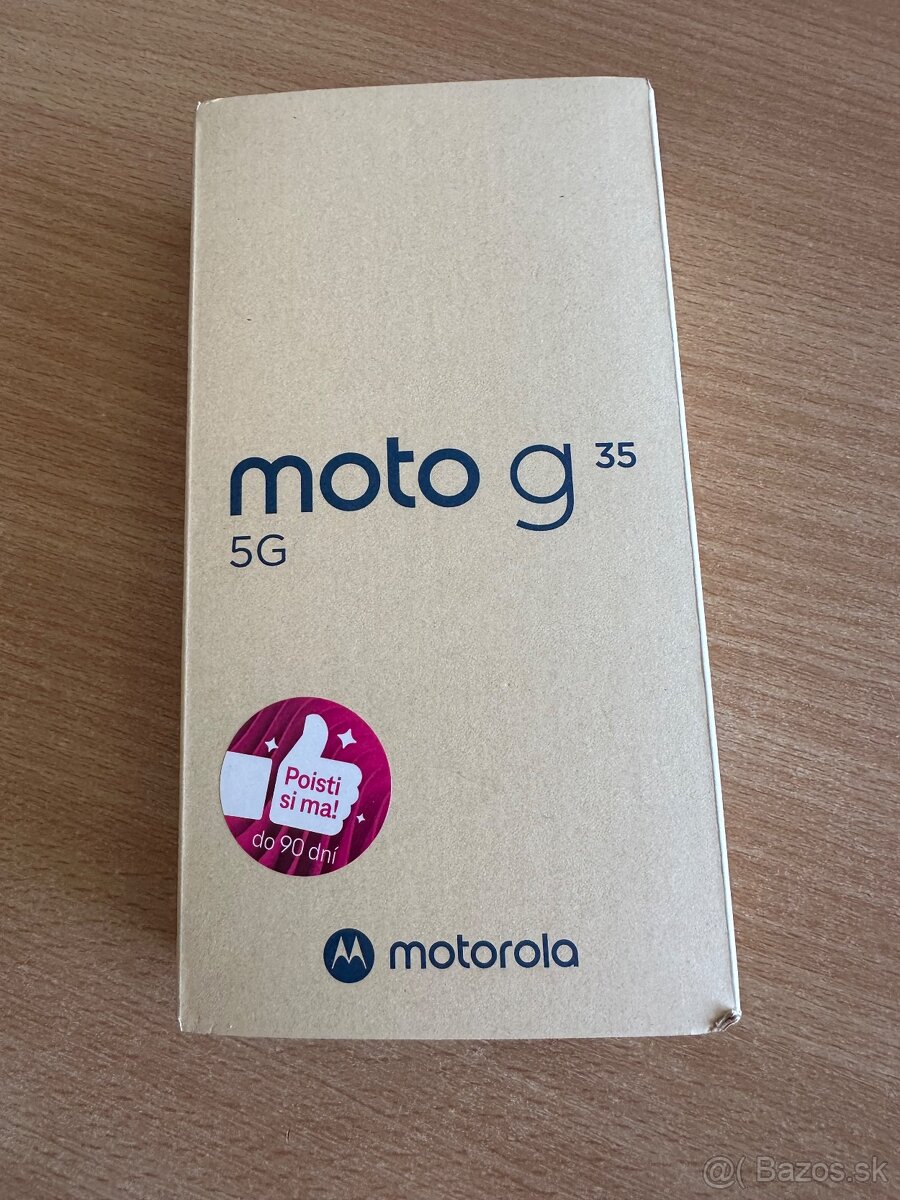 moto g 35
5G
Poisti
si ma!
do 90 dní
motorola
@( Bazos.sk